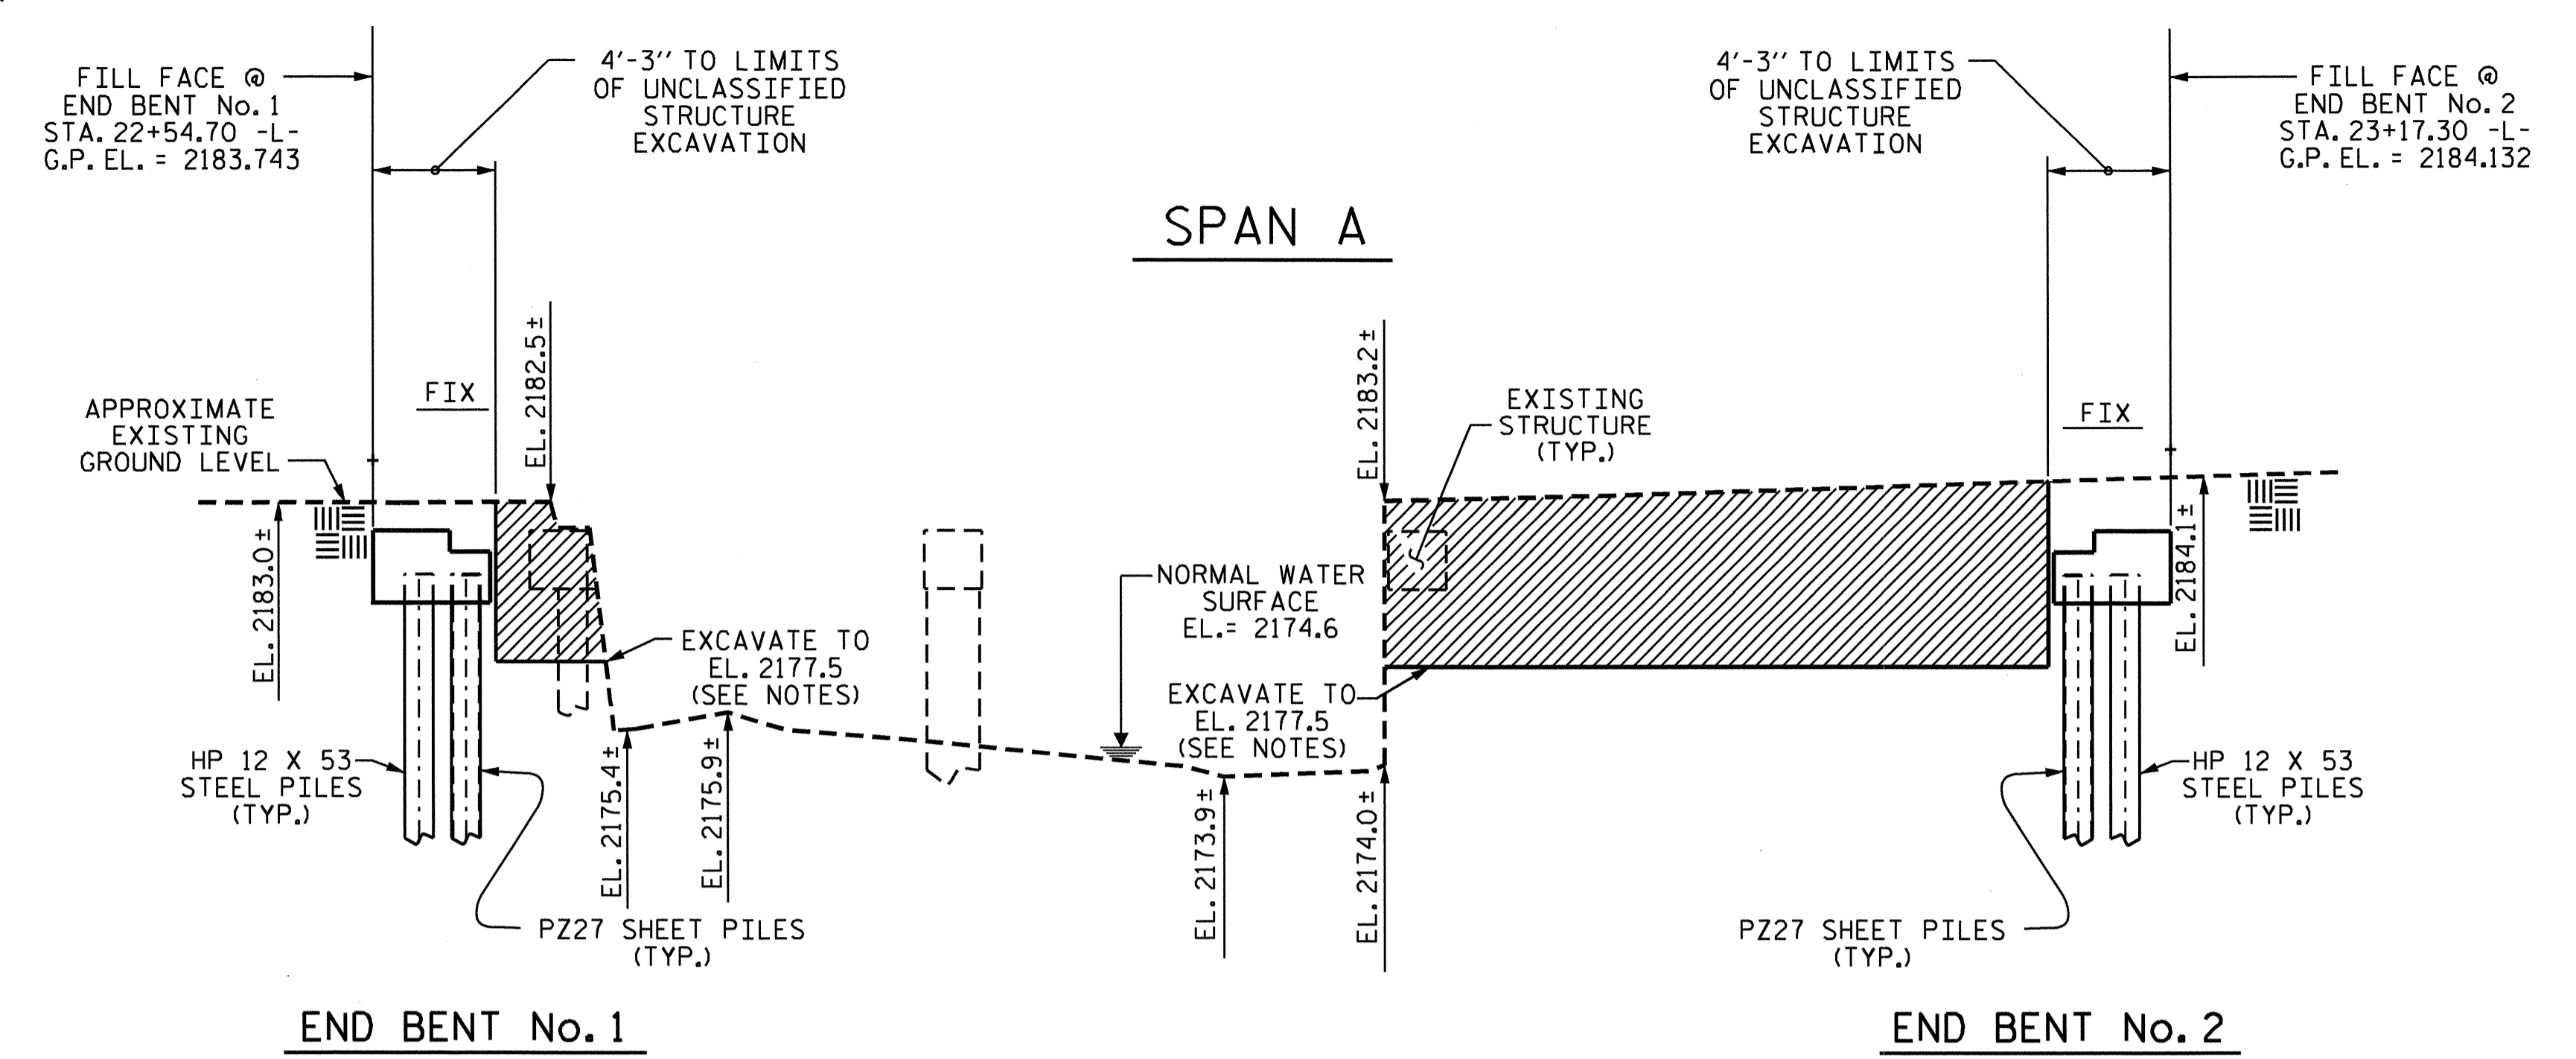 FILL FACE @
END BENT No. 1
STA. 22+54.70 -L-
G.P. EL. = 2183.743
4'-3" TO LIMITS
OF UNCLASSIFIED
STRUCTURE
EXCAVATION
4'-3" TO LIMITS
OF UNCLASSIFIED
STRUCTURE
EXCAVATION
FILL FACE @
END BENT No. 2
STA. 23+17.30 -L-
G.P. EL. = 2184.132
SPAN A
APPROXIMATE
EXISTING
GROUND LEVEL
FIX
EL. 2182.5±
EL. 2183.2±
EXISTING
STRUCTURE
(TYP.)
FIX
EL. 2183.0±
EL. 2184.1±
NORMAL WATER
SURFACE
EL.= 2174.6
EXCAVATE TO
EL. 2177.5
(SEE NOTES)
EXCAVATE TO
EL. 2177.5
(SEE NOTES)
HP 12 X 53
STEEL PILES
(TYP.)
EL. 2175.4±
EL. 2175.9±
EL. 2173.9±
EL. 2174.0±
HP 12 X 53
STEEL PILES
(TYP.)
PZ27 SHEET PILES
(TYP.)
PZ27 SHEET PILES
(TYP.)
END BENT No. 1
END BENT No. 2